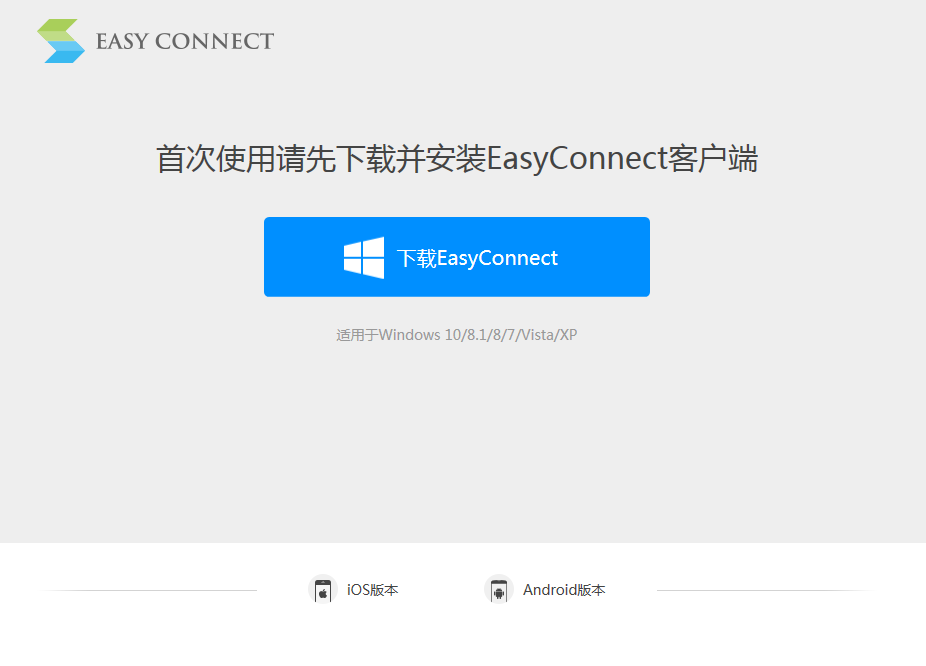 EASY CONNECT
首次使用请先下载并安装EasyConnect客户端
下载EasyConnect
适用于Windows 10/8.1/8/7/Vista/XP
iOS版本
Android版本